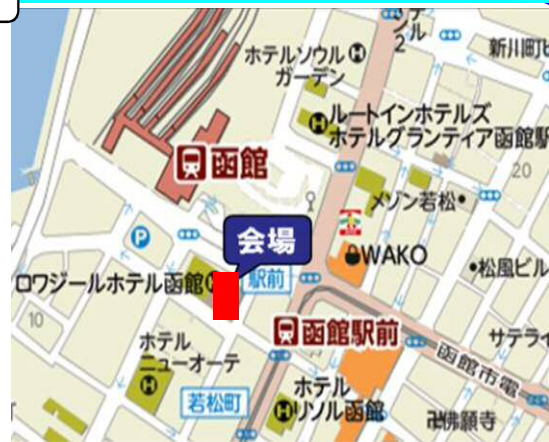 ホテルソウル
ガーデン
テル
2
新川町
ルートインホテルズ
ホテルグランティア函館駅
函館
20
メゾン若松
会場
WAKO
松風ビル
P
ロワジールホテル函館
駅前
10
函館駅前
サテライ
ホテル
ニューオーテ
函館市電
若松町
ホテル
リソル函館
卍佛願寺